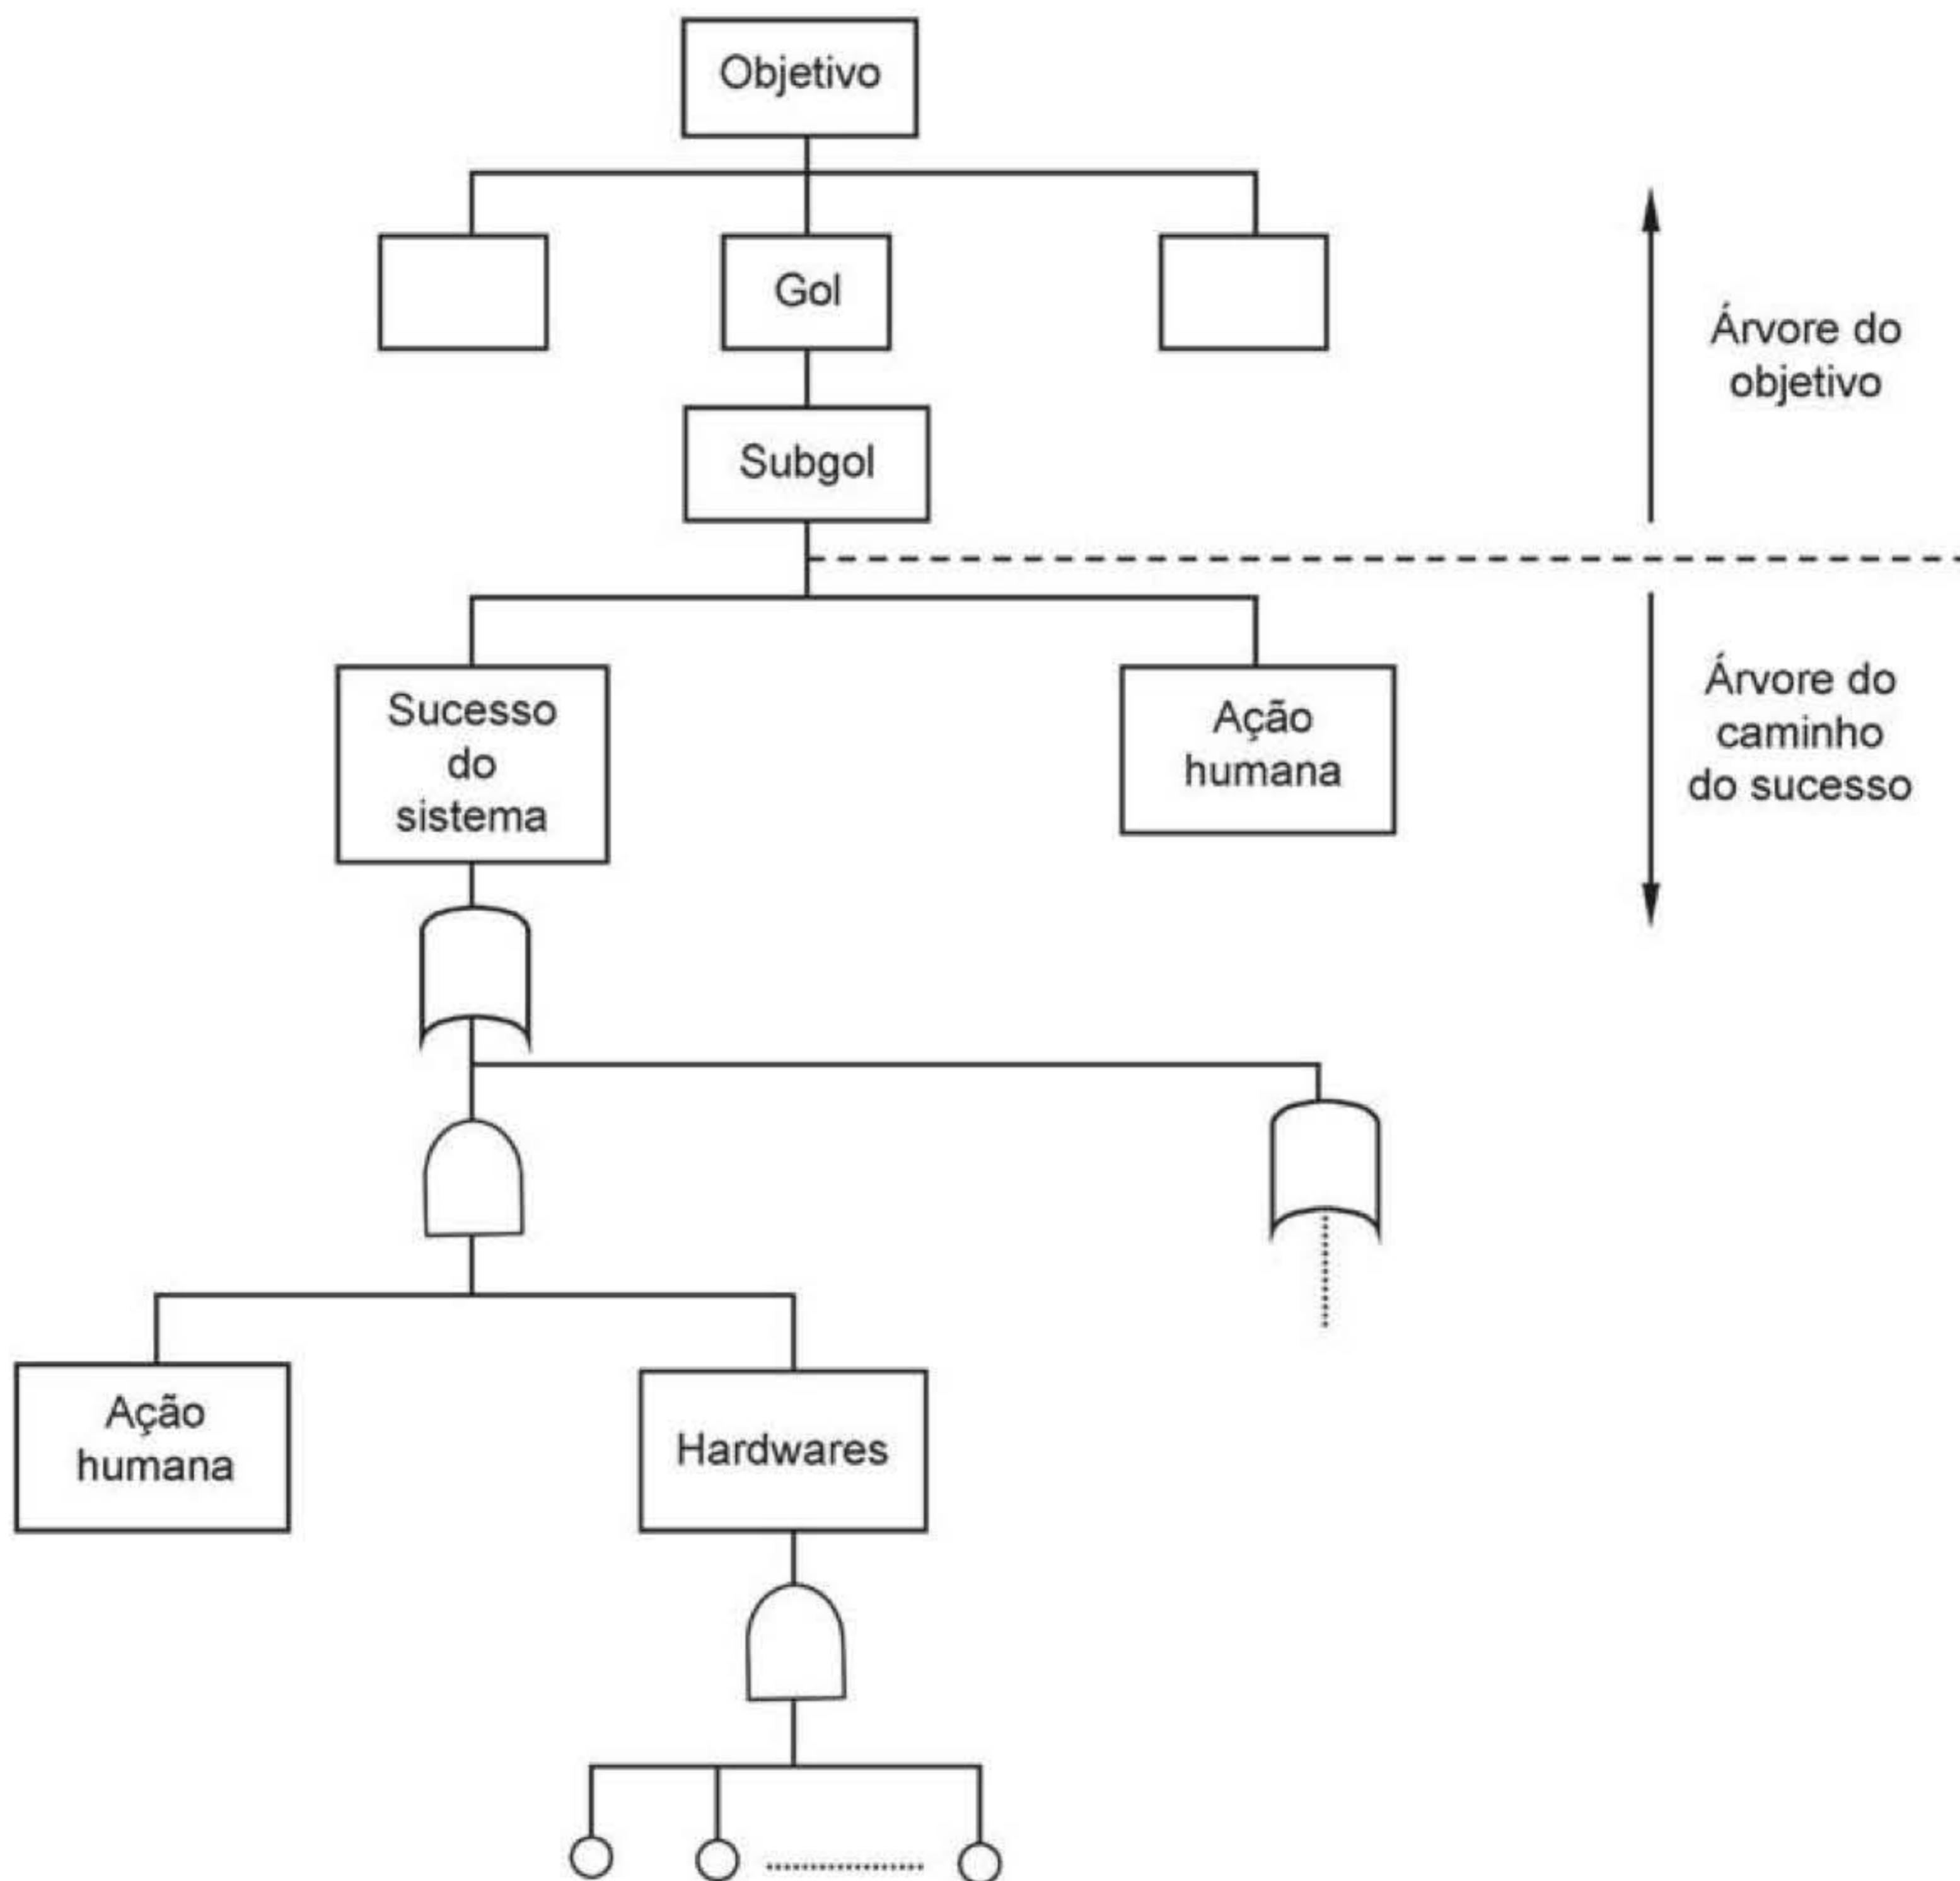 Objetivo
Gol
Árvore do
objetivo
Subgol
Sucesso
do
sistema
Ação
humana
Árvore do
caminho
do sucesso
Ação
humana
Hardwares